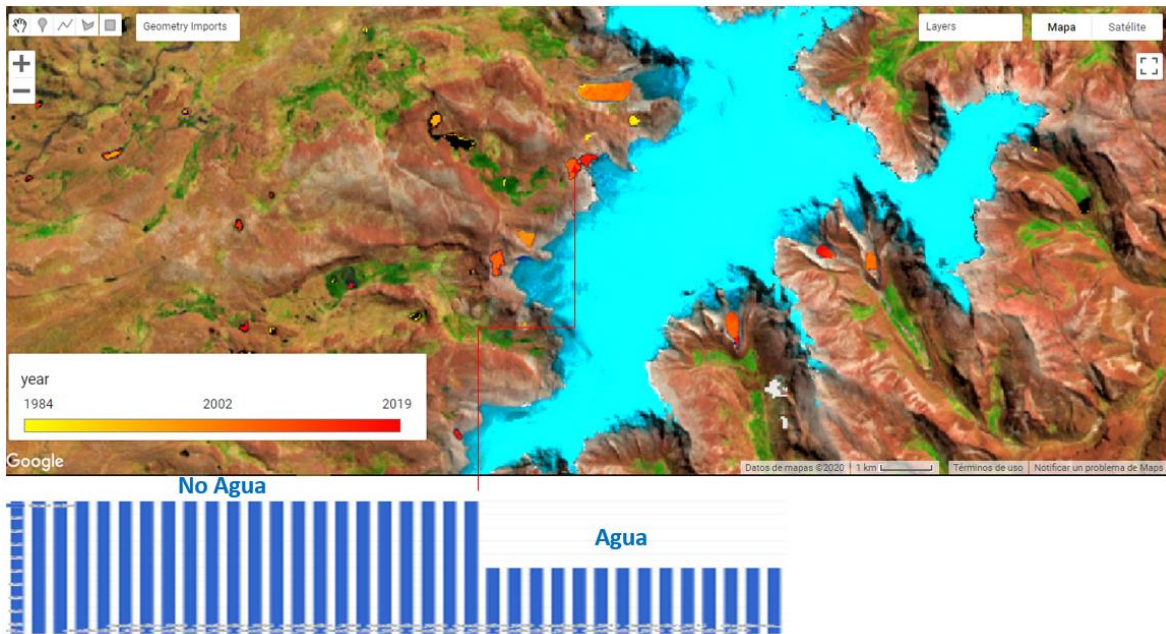 Geometry Imports
Layers
Mapa
Satélite
+
−
year
1984 2002 2019
Google
Datos de mapas ©2020
1 km
Términos de uso
Notificar un problema de Maps
No Agua
Agua